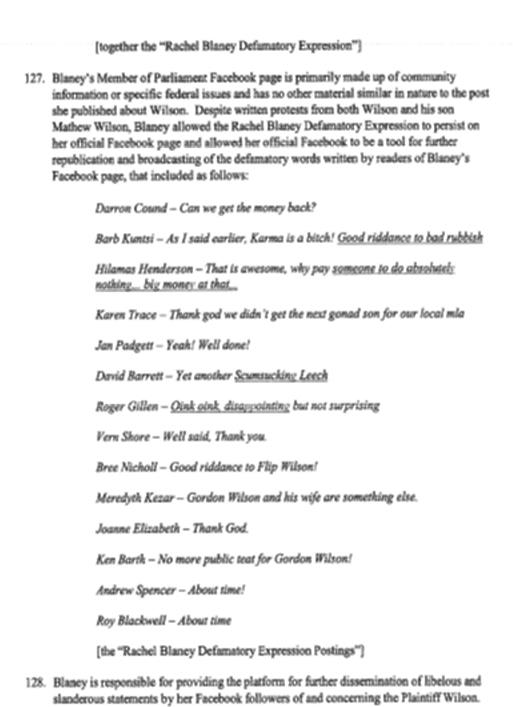 [together the "Rachel Blaney Defamatory Expression"]
127. Blaney's Member of Parliament Facebook page is primarily made up of community
information or specific federal issues and has no other material similar in nature to the post
she published about Wilson. Despite written protests from both Wilson and his son
Mathew Wilson, Blaney allowed the Rachel Blaney Defamatory Expression to persist on
her official Facebook page and allowed her official Facebook to be a tool for further
republication and broadcasting of the defamatory words written by readers of Blaney's
Facebook page, that included as follows:
Darron Cound – Can we get the money back?
Barb Kuntsi – As I said earlier, Karma is a bitch! Good riddance to bad rubbish
Hilamas Henderson – That is awesome, why pay someone to do absolutely
nothing... big money at that...
Karen Trace – Thank god we didn't get the next gonad son for our local mla
Jan Padgett – Yeah! Well done!
David Barrett – Yet another Scumsucking Leech
Roger Gillen – Oink oink, disappointing but not surprising
Vern Shore – Well said, Thank you.
Bree Nicholl – Good riddance to Flip Wilson!
Meredyth Kezar – Gordon Wilson and his wife are something else.
Joanne Elizabeth – Thank God.
Ken Barth – No more public teat for Gordon Wilson!
Andrew Spencer – About time!
Roy Blackwell – About time
[the "Rachel Blaney Defamatory Expression Postings"]
128. Blaney is responsible for providing the platform for further dissemination of libelous and
slanderous statements by her Facebook followers of and concerning the Plaintiff Wilson.